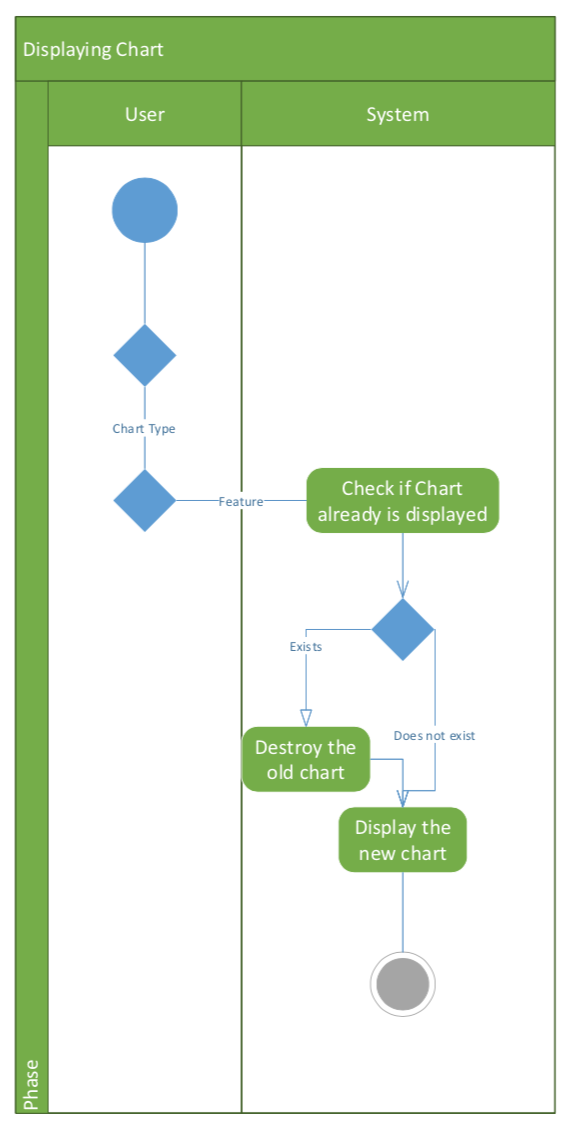 Displaying Chart
User
System
Chart Type
Feature
Check if Chart
already is displayed
Exists
Does not exist
Destroy the
old chart
Display the
new chart
Phase